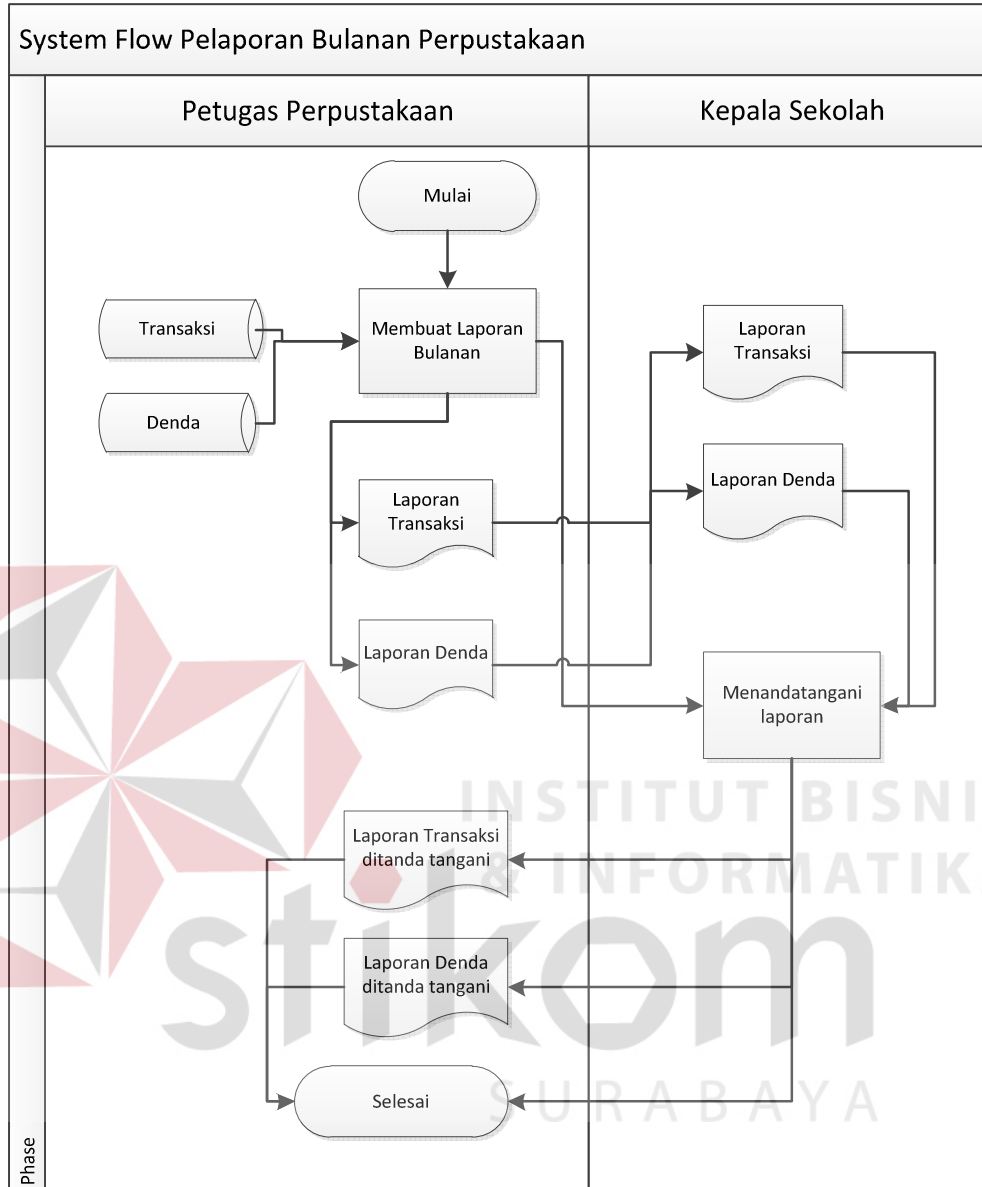 System Flow Pelaporan Bulanan Perpustakaan
Petugas Perpustakaan
Kepala Sekolah
Mulai
Transaksi
Membuat Laporan
Bulanan
Laporan
Transaksi
Denda
Laporan Denda
Laporan
Transaksi
Laporan Denda
Menandatangani
laporan
INSTITUT BISNI
& INFORMATIK
stikom
SURABAYA
Laporan Transaksi
ditanda tangani
Laporan Denda
ditanda tangani
Selesai
Phase